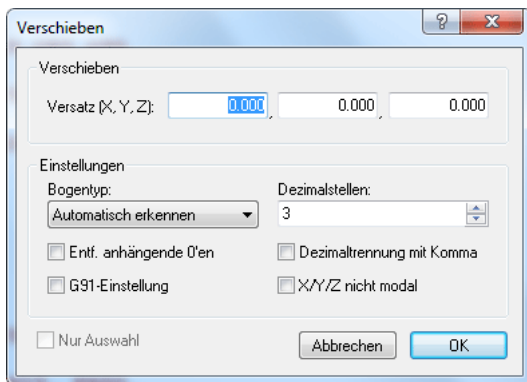 Verschieben
Verschieben
Versatz (X, Y, Z): 0.000 , 0.000 , 0.000
Einstellungen
Bogentyp: Dezimalstellen:
Automatisch erkennen 3
Entf. anhängende 0'en Dezimaltrennung mit Komma
G91-Einstellung X/Y/Z nicht modal
Nur Auswahl Abbrechen OK